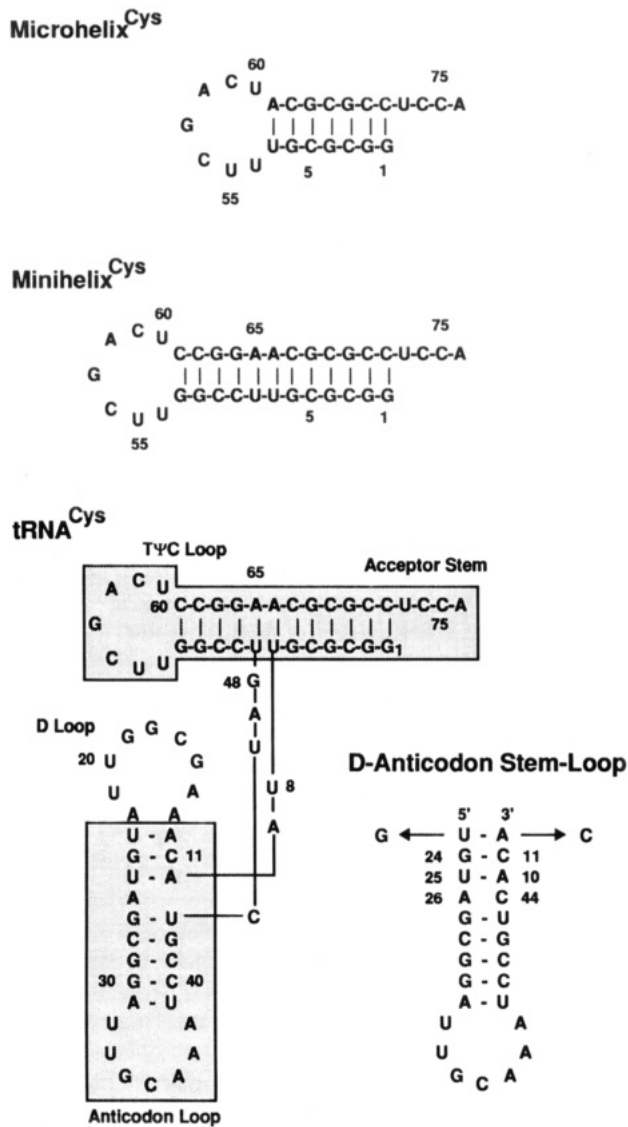 Microhelix^Cys
60 75
C U A-C-G-C-G-C-C-U-C-C-A
A
G
C U U U-G-C-G-C-G-G
55 5 1
Minihelix^Cys
60 65 75
C U C-C-G-G-A-A-C-G-C-G-C-C-U-C-C-A
A
G
C U U G-G-C-C-U-U-G-C-G-C-G-G
55 5 1
tRNA^Cys
TΨC Loop 65 Acceptor Stem
A C U 60 C-C-G-G-A-A-C-G-C-G-C-C-U-C-C-A
G 75
C U U G-G-C-C-U U-G-C-G-C-G-G1
48 G
A
U
D Loop
U G G C
20 U G
U A
A A
U - A
G - C 11
U - A
A
G - U C
C - G
G - C
30 G - C 40
A - U
U A
U A
G C A
Anticodon Loop
U 8
A
D-Anticodon Stem-Loop
5' 3'
G U - A C
24 G - C 11
25 U - A 10
26 A C 44
G - U
C - G
G - C
G - C
A - U
U A
U A
G C A